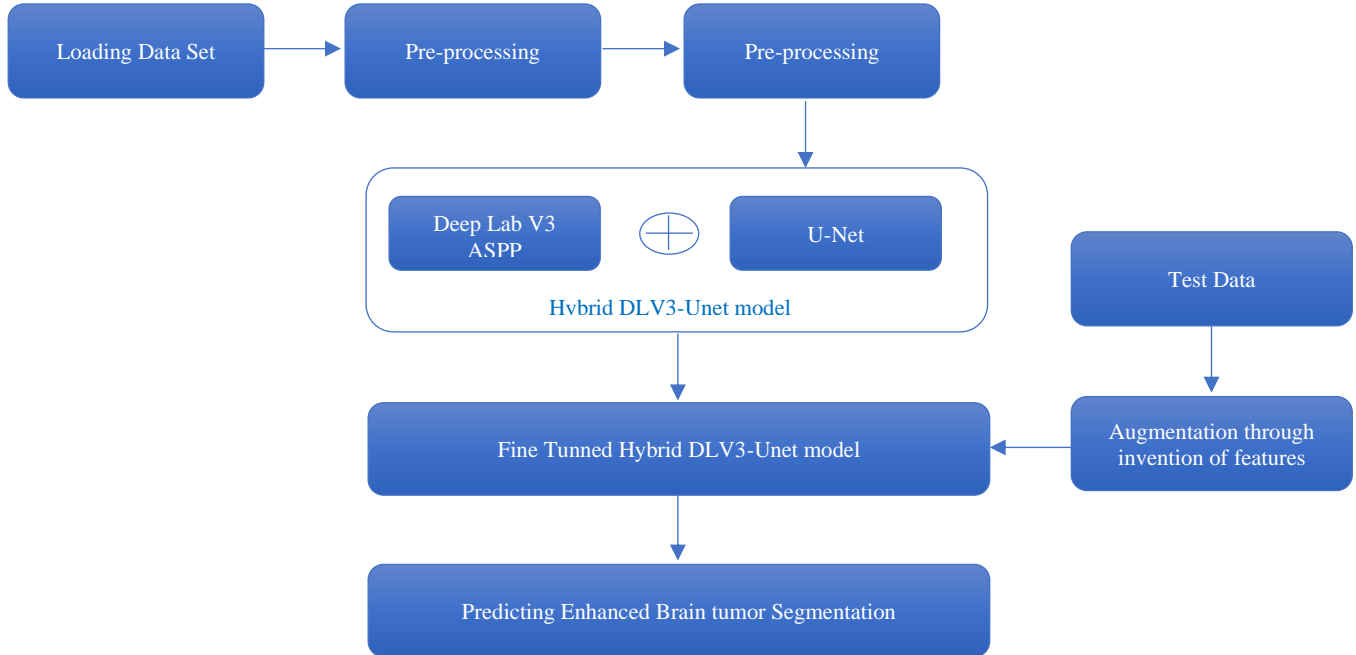 Loading Data Set
Pre-processing
Pre-processing
Deep Lab V3
ASPP
U-Net
Hybrid DLV3-Unet model
Test Data
Fine Tunned Hybrid DLV3-Unet model
Augmentation through
invention of features
Predicting Enhanced Brain tumor Segmentation